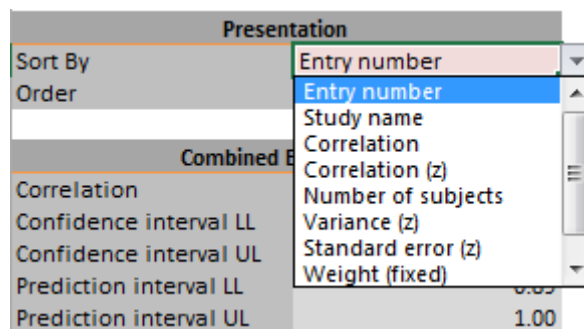 Presentation
Sort By Entry number
Order Entry number
Study name
Correlation
Correlation (z)
Number of subjects
Variance (z)
Standard error (z)
Weight (fixed)
Combined
Correlation
Confidence interval LL
Confidence interval UL
Prediction interval LL
Prediction interval UL 1.00